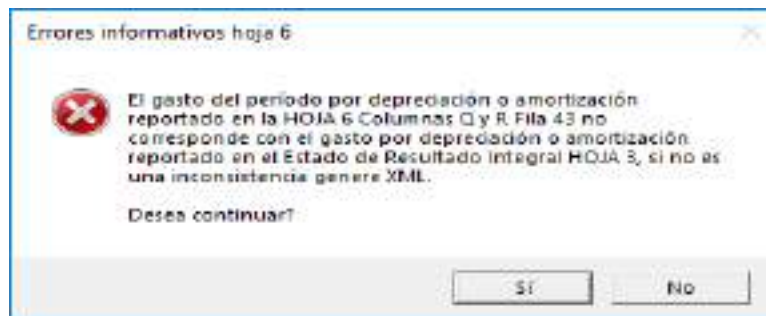 Errores informativos hoja 6
El gasto del período por depreciación o amortización
reportado en la HOJA 6 Columnas Q y R Fila 43 no
corresponde con el gasto por depreciación o amortización
reportado en el Estado de Resultado Integral HOJA 3, si no es
una inconsistencia genere XML.
Desea continuar?
Sí No